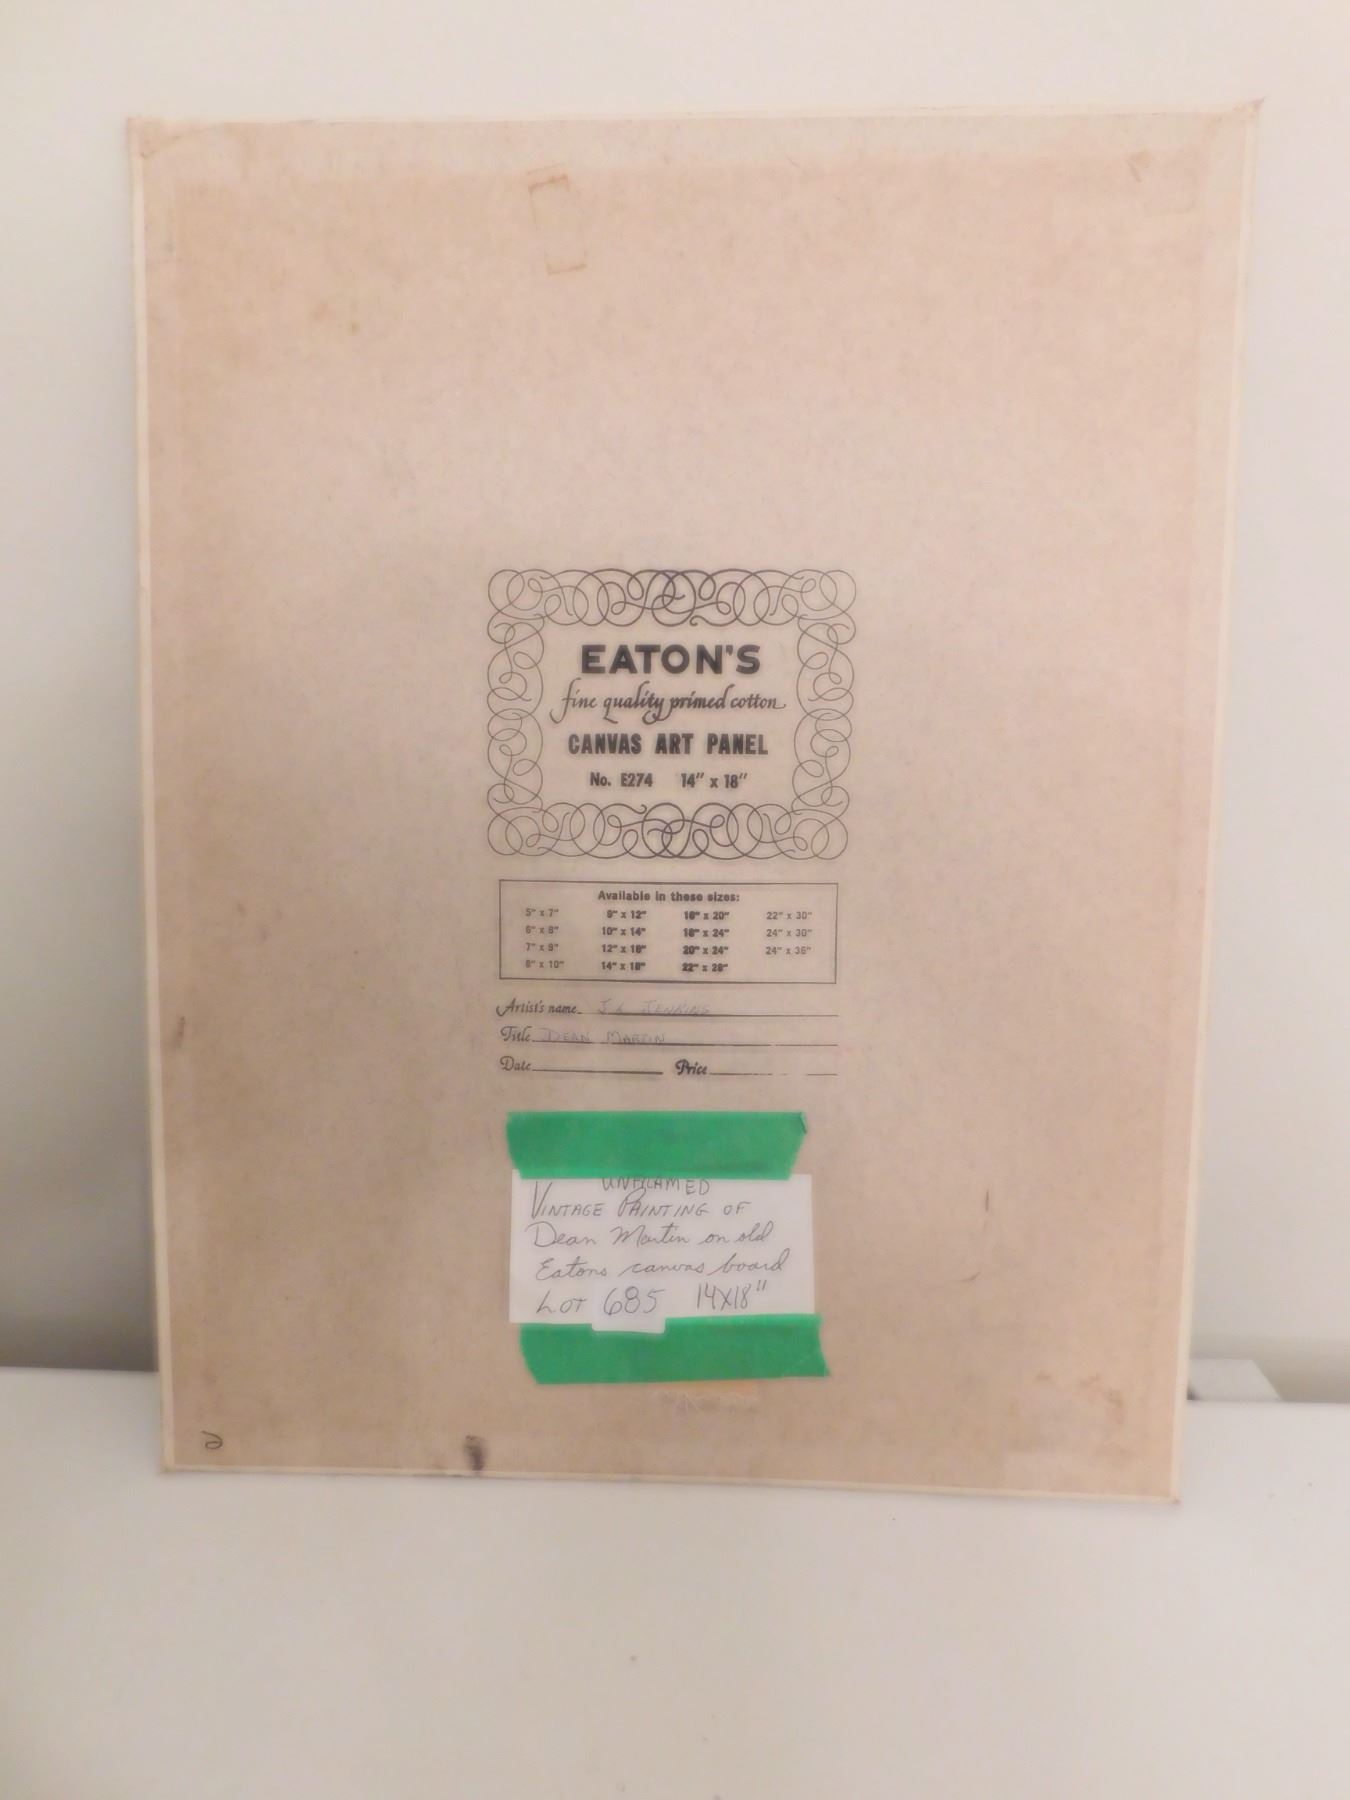 EATON'S
fine quality primed cotton
CANVAS ART PANEL
No. E274 14" x 18"
Available in these sizes:
5" x 7" 9" x 12" 16" x 20" 22" x 30"
6" x 8" 10" x 14" 18" x 24" 24" x 30"
7" x 9" 12" x 16" 20" x 24" 24" x 36"
8" x 10" 14" x 18" 22" x 28"
Artist's name JENKINS
Title DEAN MARTIN
Date Price
UNFRAMED
VINTAGE PAINTING OF
Dean Martin on old
Eatons canvas board
LOT 685 14X18"